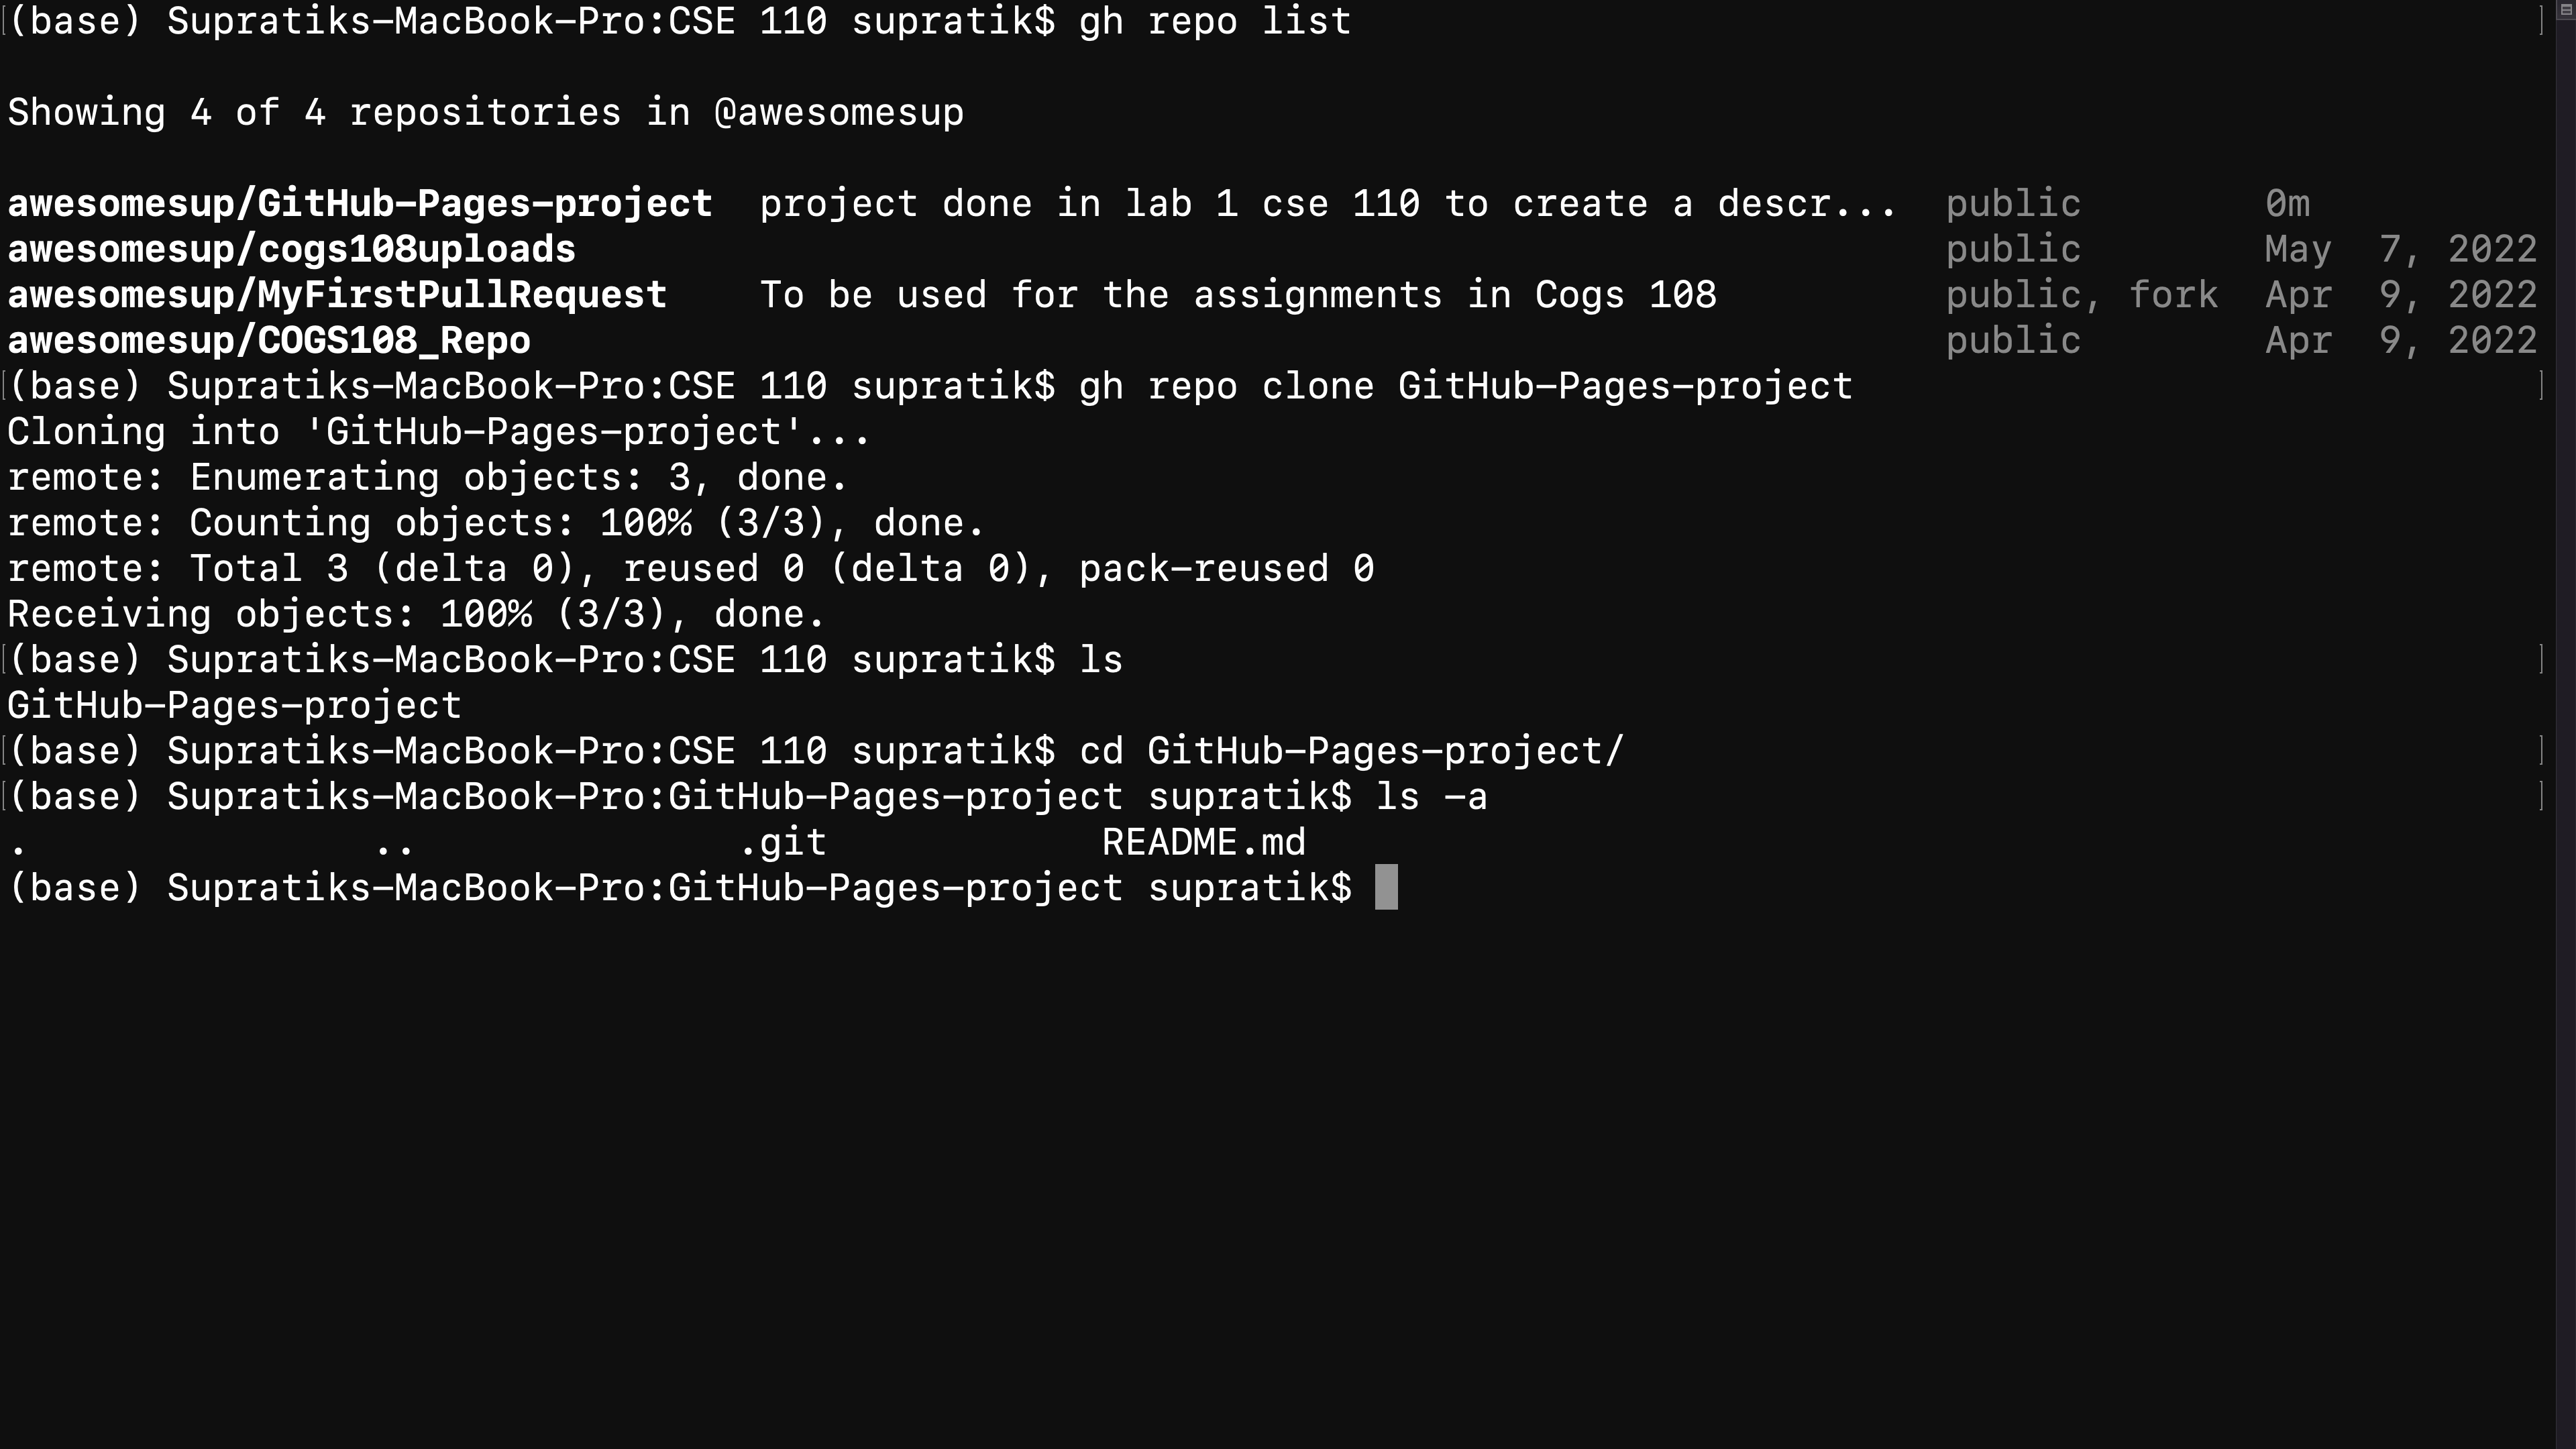 [(base) Supratiks-MacBook-Pro:CSE 110 supratik$ gh repo list ]
Showing 4 of 4 repositories in @awesomesup
awesomesup/GitHub-Pages-project  project done in lab 1 cse 110 to create a descr...  public        0m
awesomesup/cogs108uploads                                                            public        May  7, 2022
awesomesup/MyFirstPullRequest    To be used for the assignments in Cogs 108          public, fork  Apr  9, 2022
awesomesup/COGS108_Repo                                                              public        Apr  9, 2022
[(base) Supratiks-MacBook-Pro:CSE 110 supratik$ gh repo clone GitHub-Pages-project ]
Cloning into 'GitHub-Pages-project'...
remote: Enumerating objects: 3, done.
remote: Counting objects: 100% (3/3), done.
remote: Total 3 (delta 0), reused 0 (delta 0), pack-reused 0
Receiving objects: 100% (3/3), done.
[(base) Supratiks-MacBook-Pro:CSE 110 supratik$ ls ]
GitHub-Pages-project
[(base) Supratiks-MacBook-Pro:CSE 110 supratik$ cd GitHub-Pages-project/ ]
[(base) Supratiks-MacBook-Pro:GitHub-Pages-project supratik$ ls -a ]
.               ..              .git            README.md
(base) Supratiks-MacBook-Pro:GitHub-Pages-project supratik$